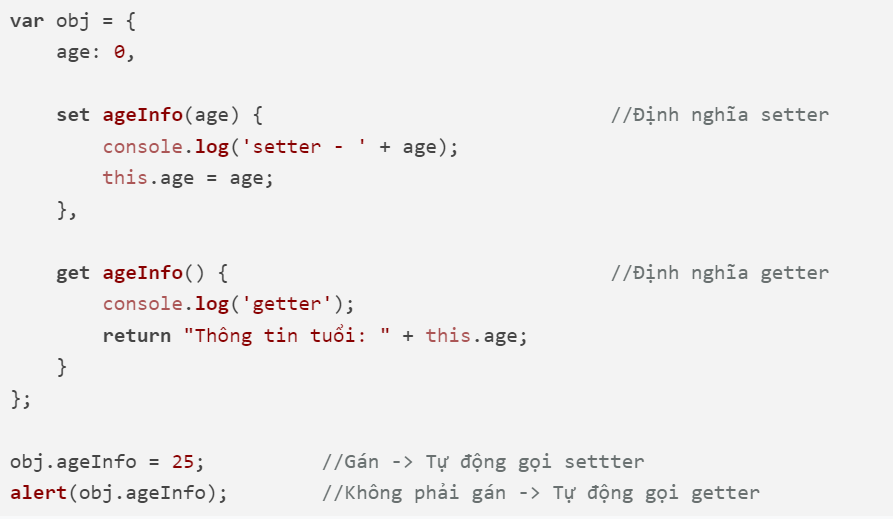 var obj = {
    age: 0,
    set ageInfo(age) {                              //Định nghĩa setter
        console.log('setter - ' + age);
        this.age = age;
    },
    get ageInfo() {                                 //Định nghĩa getter
        console.log('getter');
        return "Thông tin tuổi: " + this.age;
    }
};
obj.ageInfo = 25;          //Gán -> Tự động gọi settter
alert(obj.ageInfo);        //Không phải gán -> Tự động gọi getter